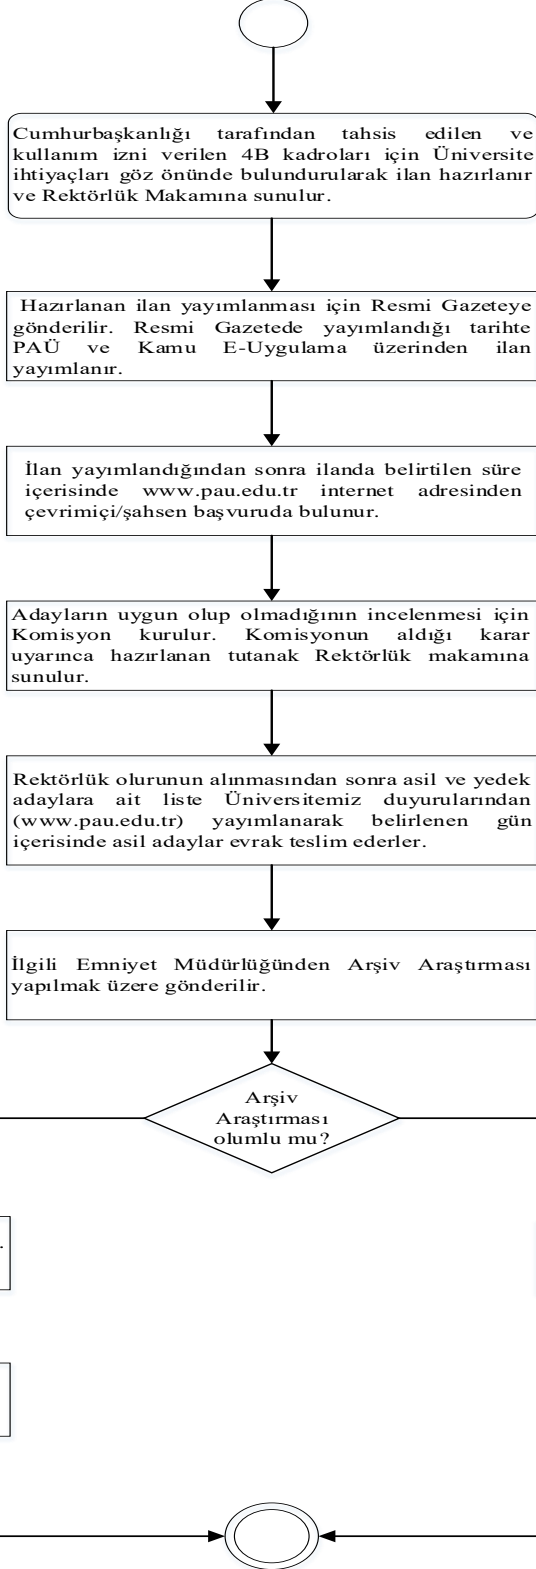 Cumhurbaşkanlığı tarafından tahsis edilen ve
kullanım izni verilen 4B kadroları için Üniversite
ihtiyaçları göz önünde bulundurularak ilan hazırlanır
ve Rektörlük Makamına sunulur.
Hazırlanan ilan yayımlanması için Resmi Gazeteye
gönderilir. Resmi Gazetede yayımlandığı tarihte
PAÜ ve Kamu E-Uygulama üzerinden ilan
yayımlanır.
İlan yayımlandığından sonra ilanda belirtilen süre
içerisinde www.pau.edu.tr internet adresinden
çevrimiçi/şahsen başvuruda bulunur.
Adayların uygun olup olmadığının incelenmesi için
Komisyon kurulur. Komisyonun aldığı karar
uyarınca hazırlanan tutanak Rektörlük makamına
sunulur.
Rektörlük olurunun alınmasından sonra asil ve yedek
adaylara ait liste Üniversitemiz duyurularından
(www.pau.edu.tr) yayımlanarak belirlenen gün
içerisinde asil adaylar evrak teslim ederler.
İlgili Emniyet Müdürlüğünden Arşiv Araştırması
yapılmak üzere gönderilir.
Arşiv
Araştırması
olumlu mu?